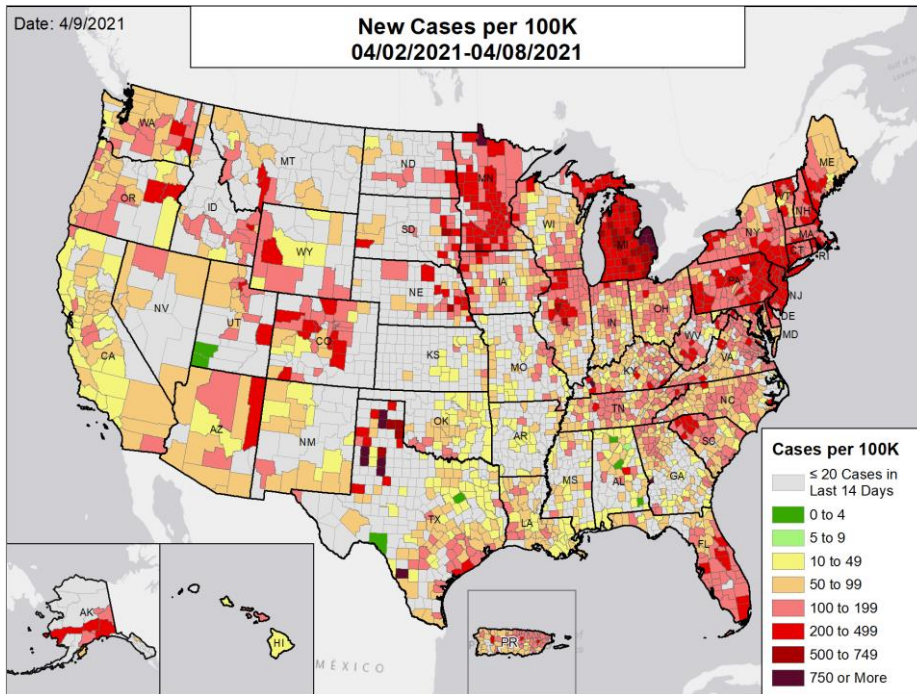 Date: 4/9/2021
New Cases per 100K
04/02/2021-04/08/2021
WA
MT
ND
MN
ME
OR
ID
WY
SD
WI
MI
NY
VT
NH
MA
CT
RI
NV
UT
CO
NE
IA
IL
IN
OH
PA
NJ
DE
MD
WV
VA
CA
KS
MO
KY
AZ
NM
OK
AR
TN
NC
SC
TX
LA
MS
AL
GA
FL
AK
HI
PR
MÉXICO
Cases per 100K
≤ 20 Cases in
Last 14 Days
0 to 4
5 to 9
10 to 49
50 to 99
100 to 199
200 to 499
500 to 749
750 or More